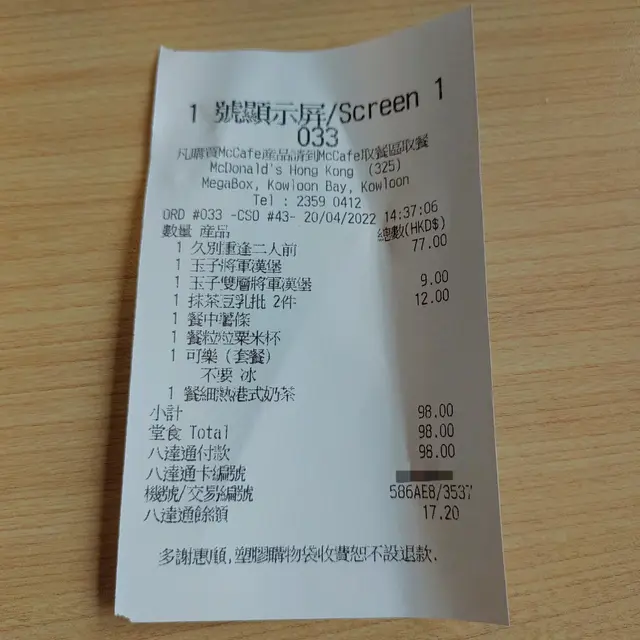 1 號顯示屏/Screen 1
033
凡購買McCafe產品請到McCafe取餐區取餐
McDonald's Hong Kong (325)
MegaBox, Kowloon Bay, Kowloon
Tel : 2359 0412
ORD #033 -CSO #43- 20/04/2022 14:37:06
數量 產品 總數(HKD$)
1 久別重逢二人前 77.00
1 玉子將軍漢堡
1 玉子雙層將軍漢堡 9.00
1 抹茶豆乳批 2件 12.00
1 餐中薯條
1 餐粒粒粟米杯
1 可樂 (套餐)
不要 冰
1 餐細熱港式奶茶
小計 98.00
堂食 Total 98.00
八達通付款 98.00
八達通卡編號
機號/交易編號 586AE8/3537
八達通餘額 17.20
多謝惠顧,塑膠購物袋收費恕不設退款.